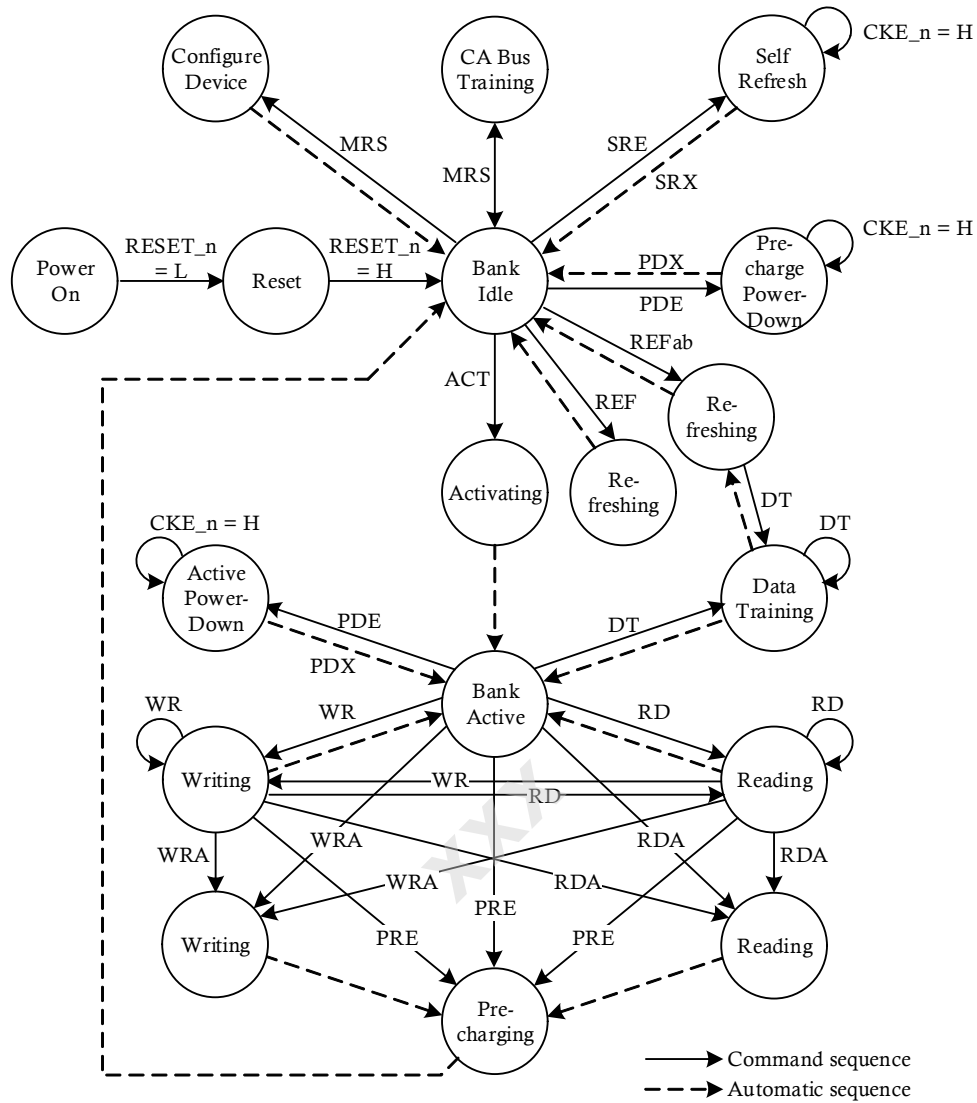 Configure
Device
CA Bus
Training
Self
Refresh
CKE_n = H
MRS
MRS
SRE
SRX
Power
On
RESET_n
= L
Reset
RESET_n
= H
Bank
Idle
PDX
PDE
Pre-
charge
Power-
Down
CKE_n = H
ACT
REF
REFab
Activating
Re-
freshing
Re-
freshing
DT
DT
CKE_n = H
Active
Power-
Down
PDE
PDX
DT
Data
Training
Bank
Active
WR
WR
RD
RD
Writing
WR
RD
Reading
WRA
WRA
WRA
RDA
RDA
RDA
xxx
Writing
PRE
PRE
PRE
Reading
Pre-
charging
Command sequence
Automatic sequence